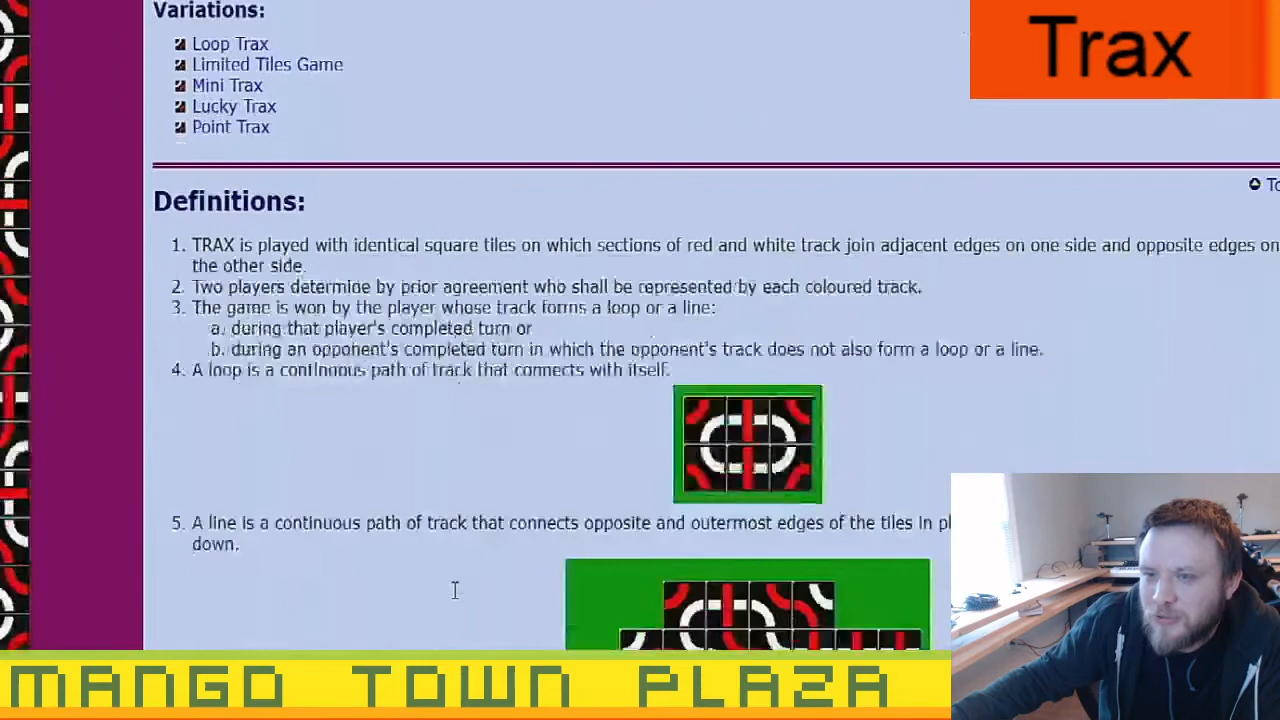 Variations:
Trax
Loop Trax
Limited Tiles Game
Mini Trax
Lucky Trax
Point Trax
To
Definitions:
1. TRAX is played with identical square tiles on which sections of red and white track join adjacent edges on one side and opposite edges on
the other side.
2. Two players determine by prior agreement who shall be represented by each coloured track.
3. The game is won by the player whose track forms a loop or a line:
a. during that player's completed turn or
b. during an opponent's completed turn in which the opponent's track does not also form a loop or a line.
4. A loop is a continuous path of track that connects with itself.
5. A line is a continuous path of track that connects opposite and outermost edges of the tiles in pl
down.
MANGO TOWN PLAZA